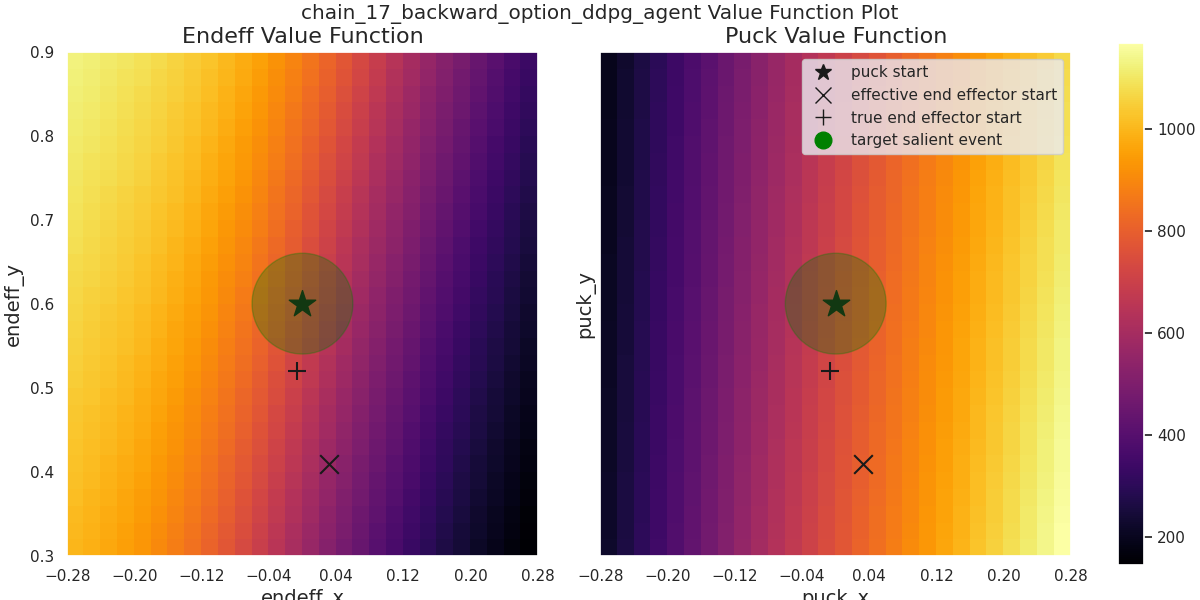 chain_17_backward_option_ddpg_agent Value Function Plot
Endeff Value Function
Puck Value Function
puck start
effective end effector start
true end effector start
target salient event
endeff_y
0.9
0.8
0.7
0.6
0.5
0.4
0.3
−0.28 −0.20 −0.12 −0.04 0.04 0.12 0.20 0.28
endeff_x
puck_y
−0.28 −0.20 −0.12 −0.04 0.04 0.12 0.20 0.28
puck_x
1000
800
600
400
200